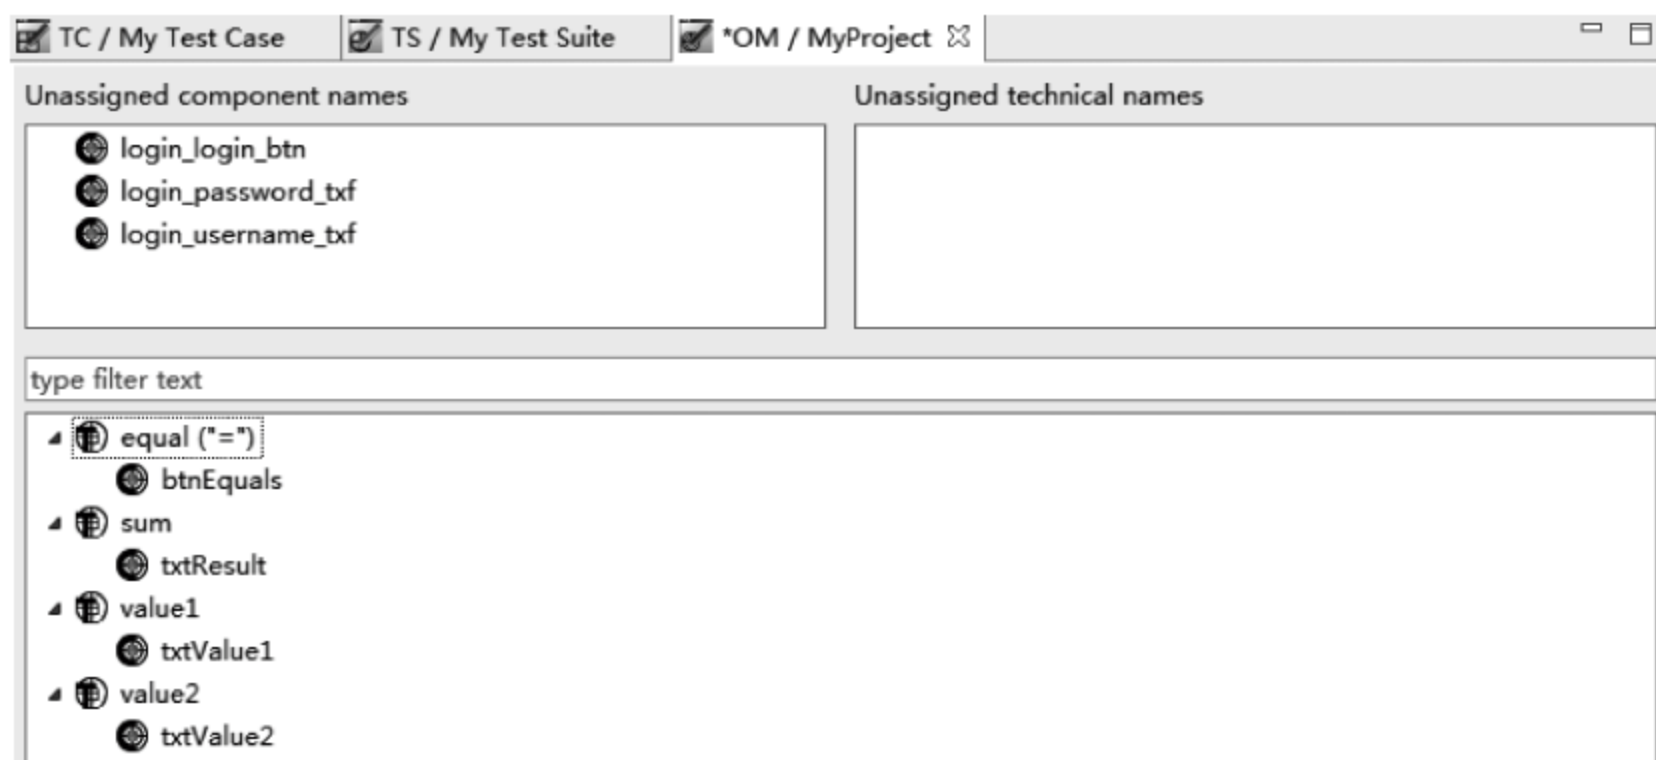 TC / My Test Case TS / My Test Suite *OM / MyProject
Unassigned component names Unassigned technical names
login_login_btn
login_password_txf
login_username_txf
type filter text
equal ("=")
btnEquals
sum
txtResult
value1
txtValue1
value2
txtValue2